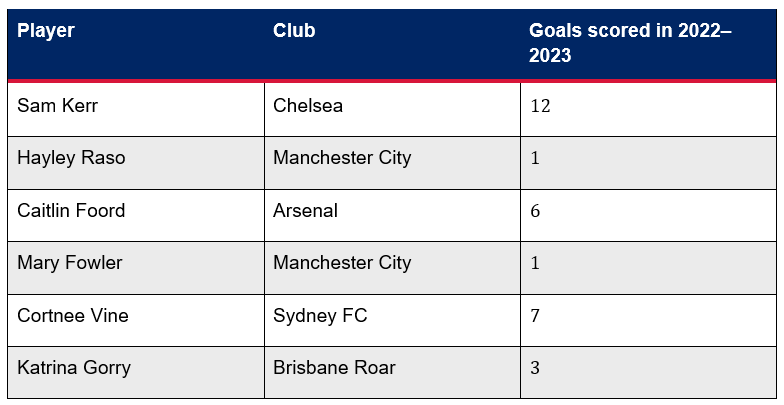 Player Club Goals scored in 2022–
2023
Sam Kerr Chelsea 12
Hayley Raso Manchester City 1
Caitlin Foord Arsenal 6
Mary Fowler Manchester City 1
Cortnee Vine Sydney FC 7
Katrina Gorry Brisbane Roar 3